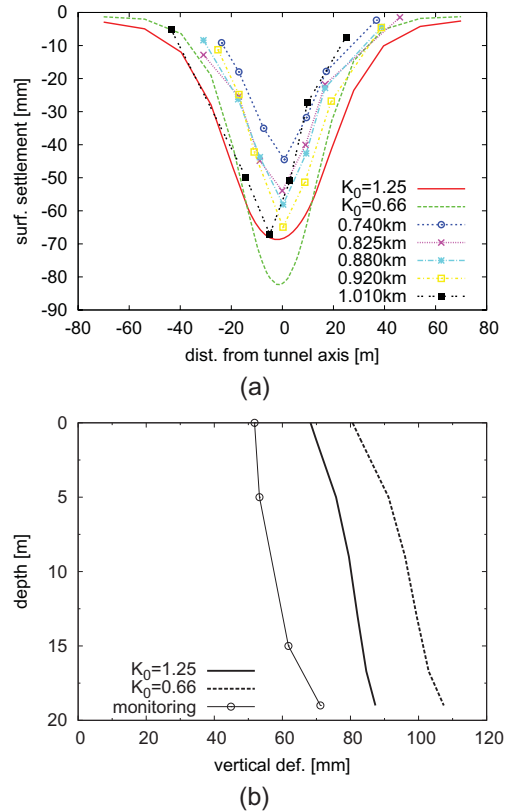 0
-10
-20
-30
-40
-50
-60
-70
-80
-90
surf. settlement [mm]
K0=1.25
K0=0.66
0.740km
0.825km
0.880km
0.920km
1.010km
-80 -60 -40 -20 0 20 40 60 80
dist. from tunnel axis [m]
(a)
0
5
10
15
20
depth [m]
K0=1.25
K0=0.66
monitoring
0 20 40 60 80 100 120
vertical def. [mm]
(b)